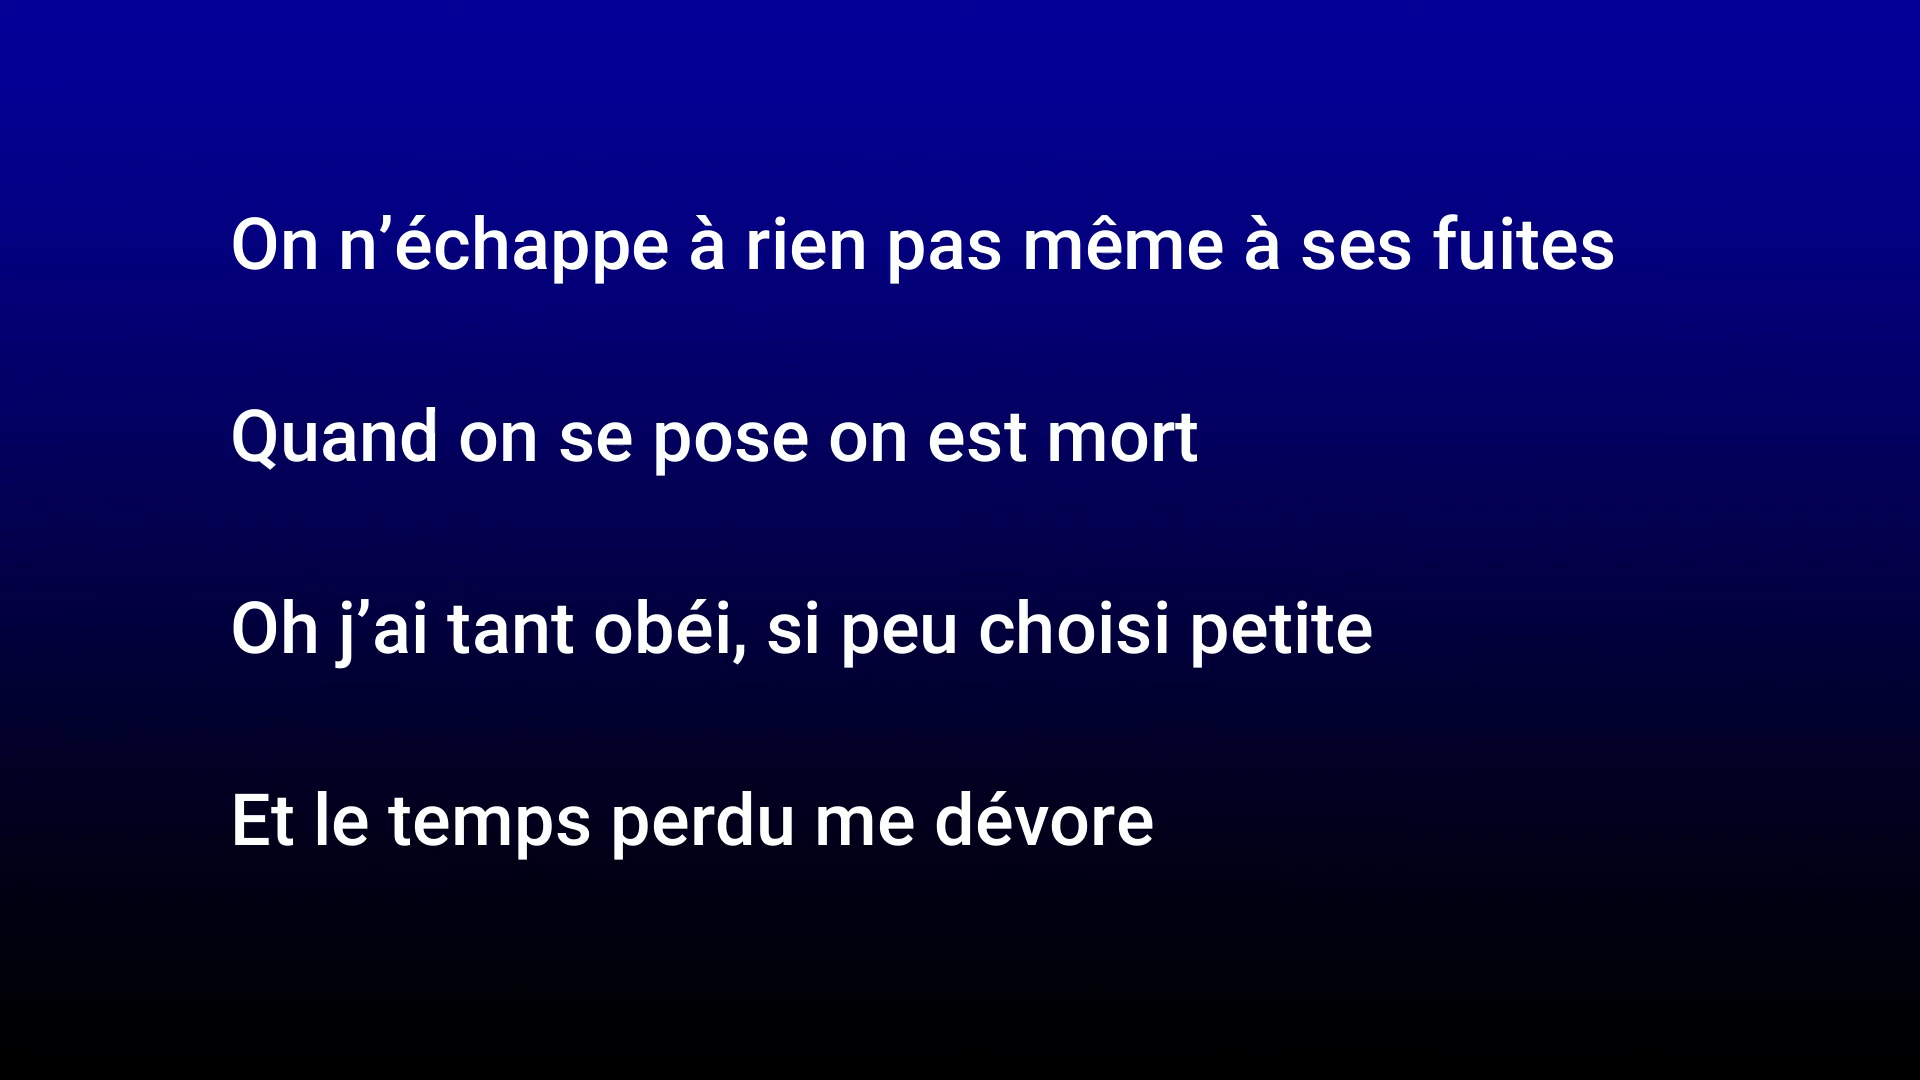 On n’échappe à rien pas même à ses fuites
Quand on se pose on est mort
Oh j’ai tant obéi, si peu choisi petite
Et le temps perdu me dévore